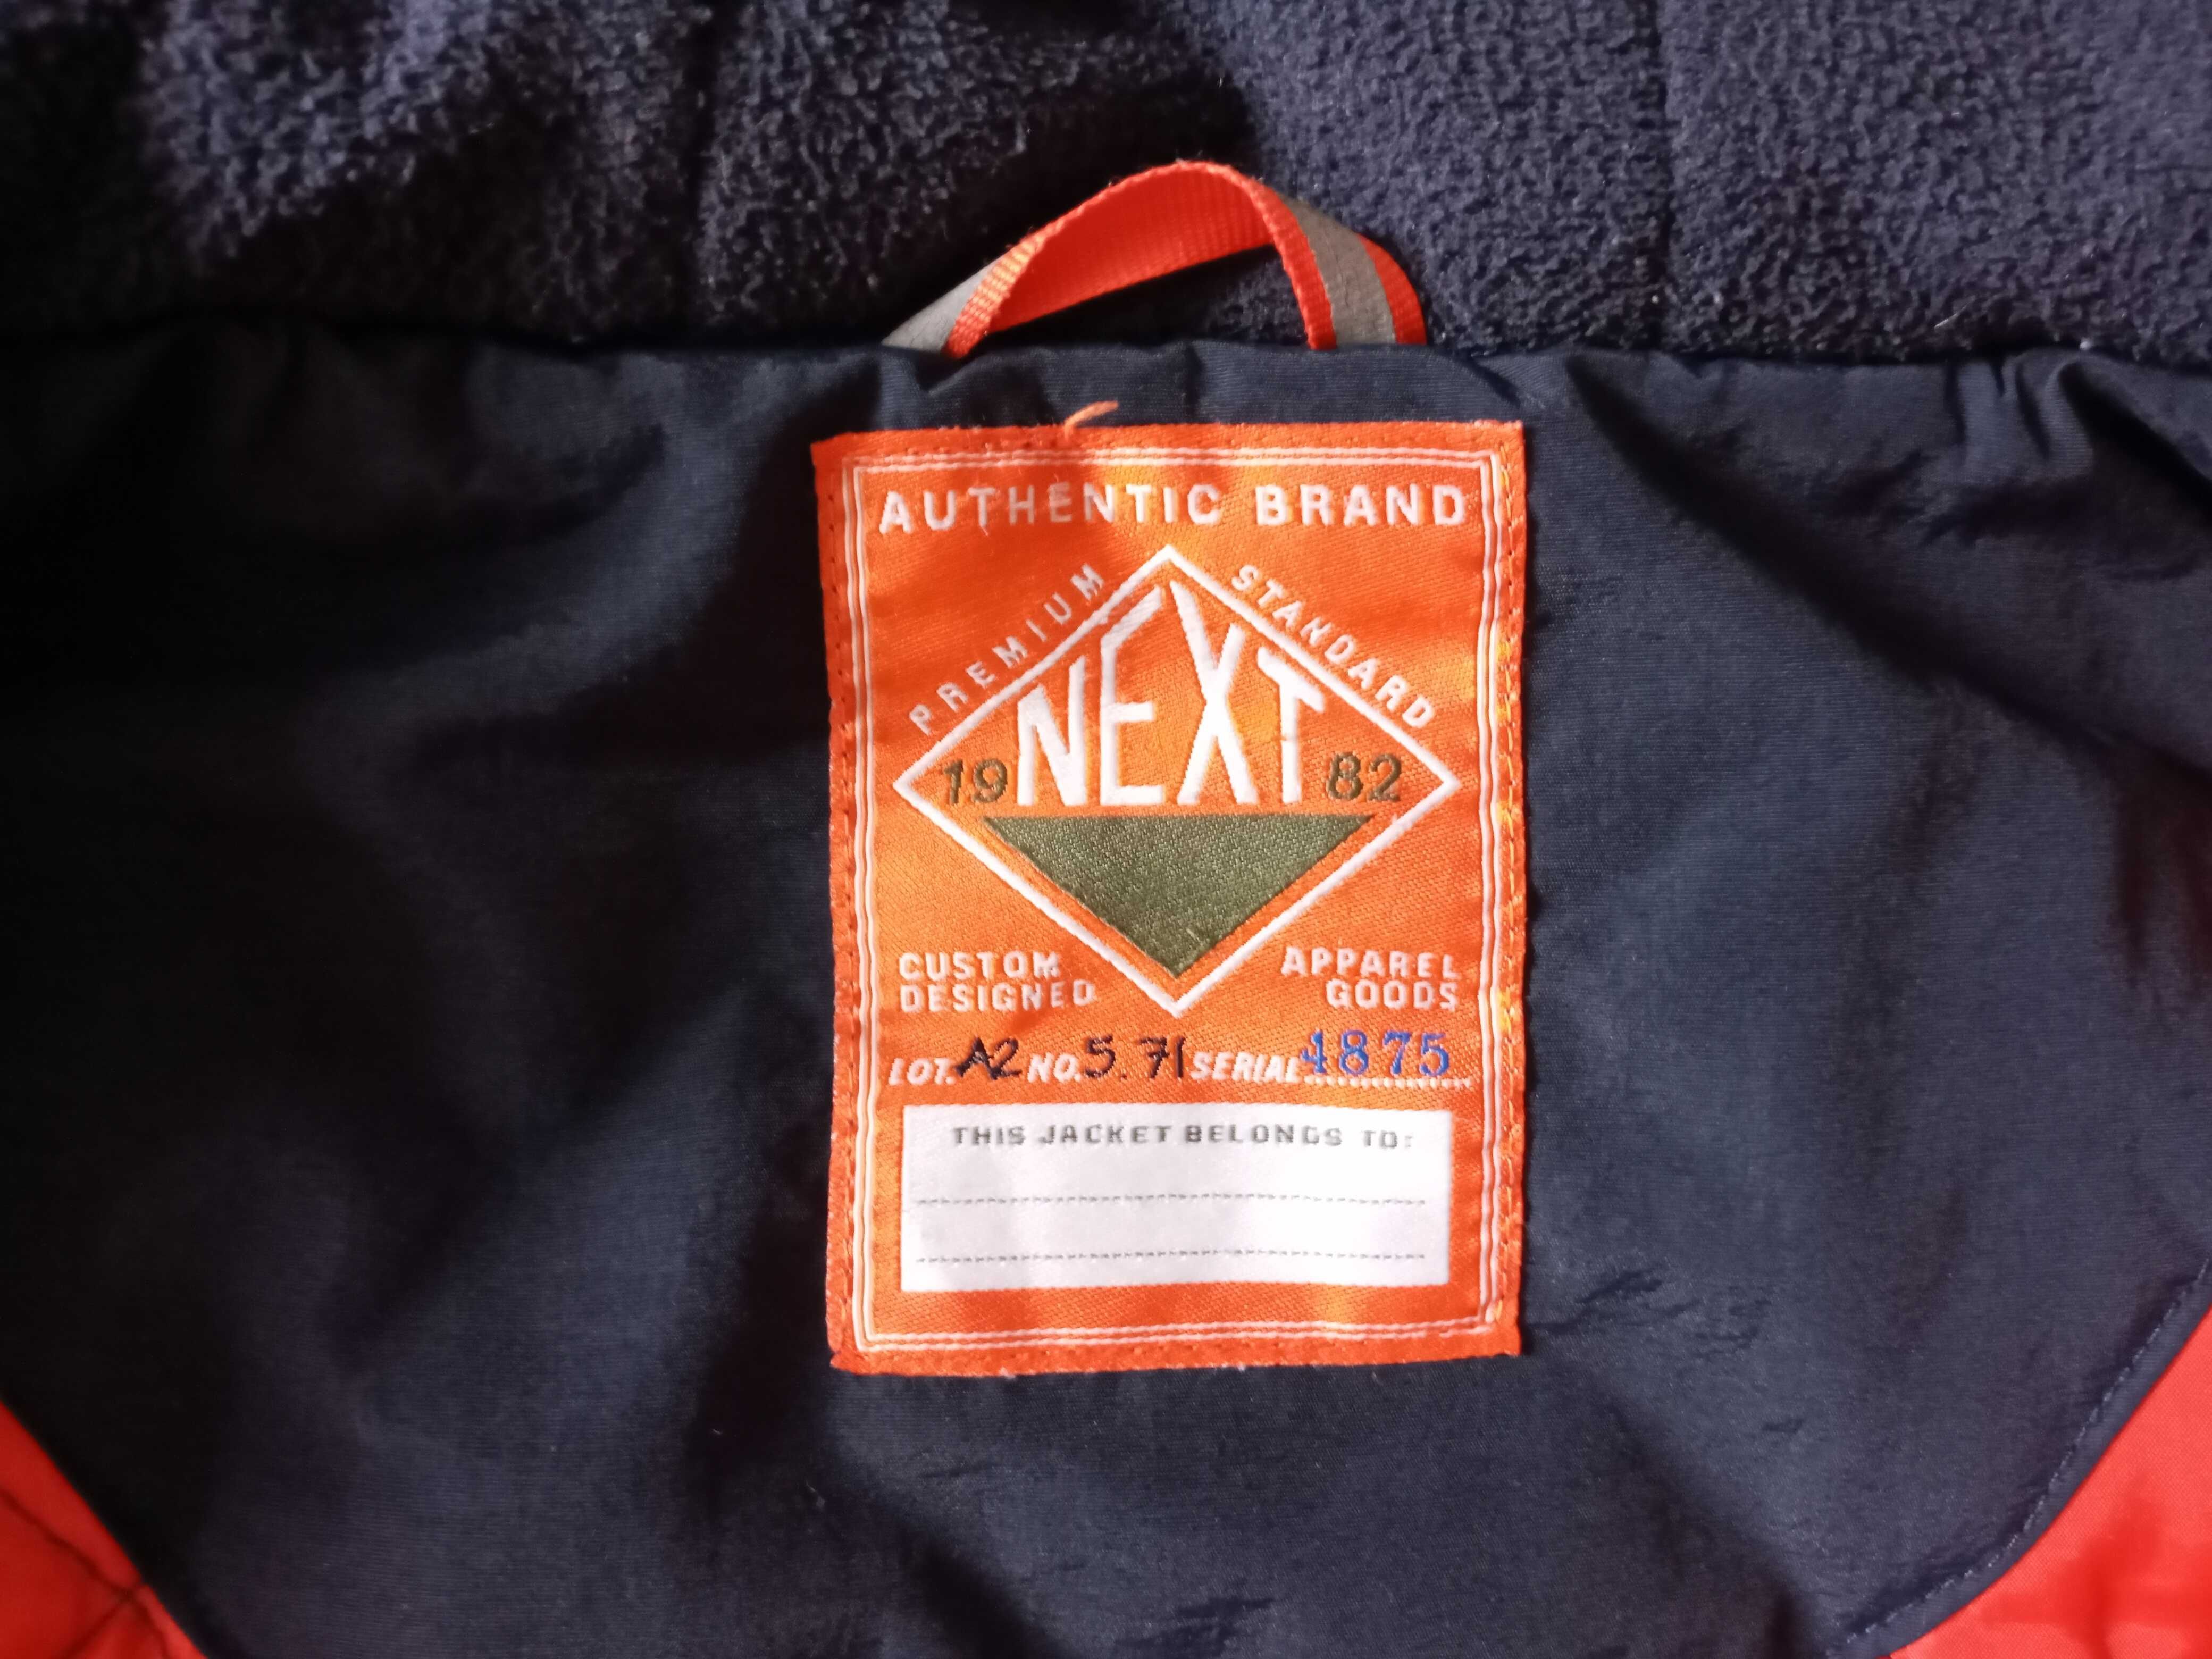 AUTHENTIC BRAND
PREMIUM STANDARD
NEXT
19 82
CUSTOM DESIGNED
APPAREL GOODS
LOT. A2 NO. 5.71 SERIAL 4875
THIS JACKET BELONGS TO: